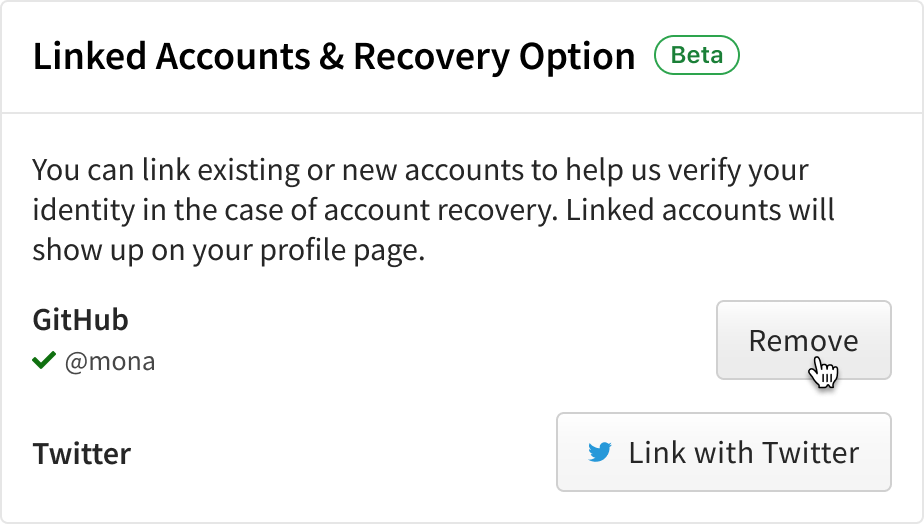 Linked Accounts & Recovery Option Beta
You can link existing or new accounts to help us verify your
identity in the case of account recovery. Linked accounts will
show up on your profile page.
GitHub
@mona
Remove
Twitter
Link with Twitter